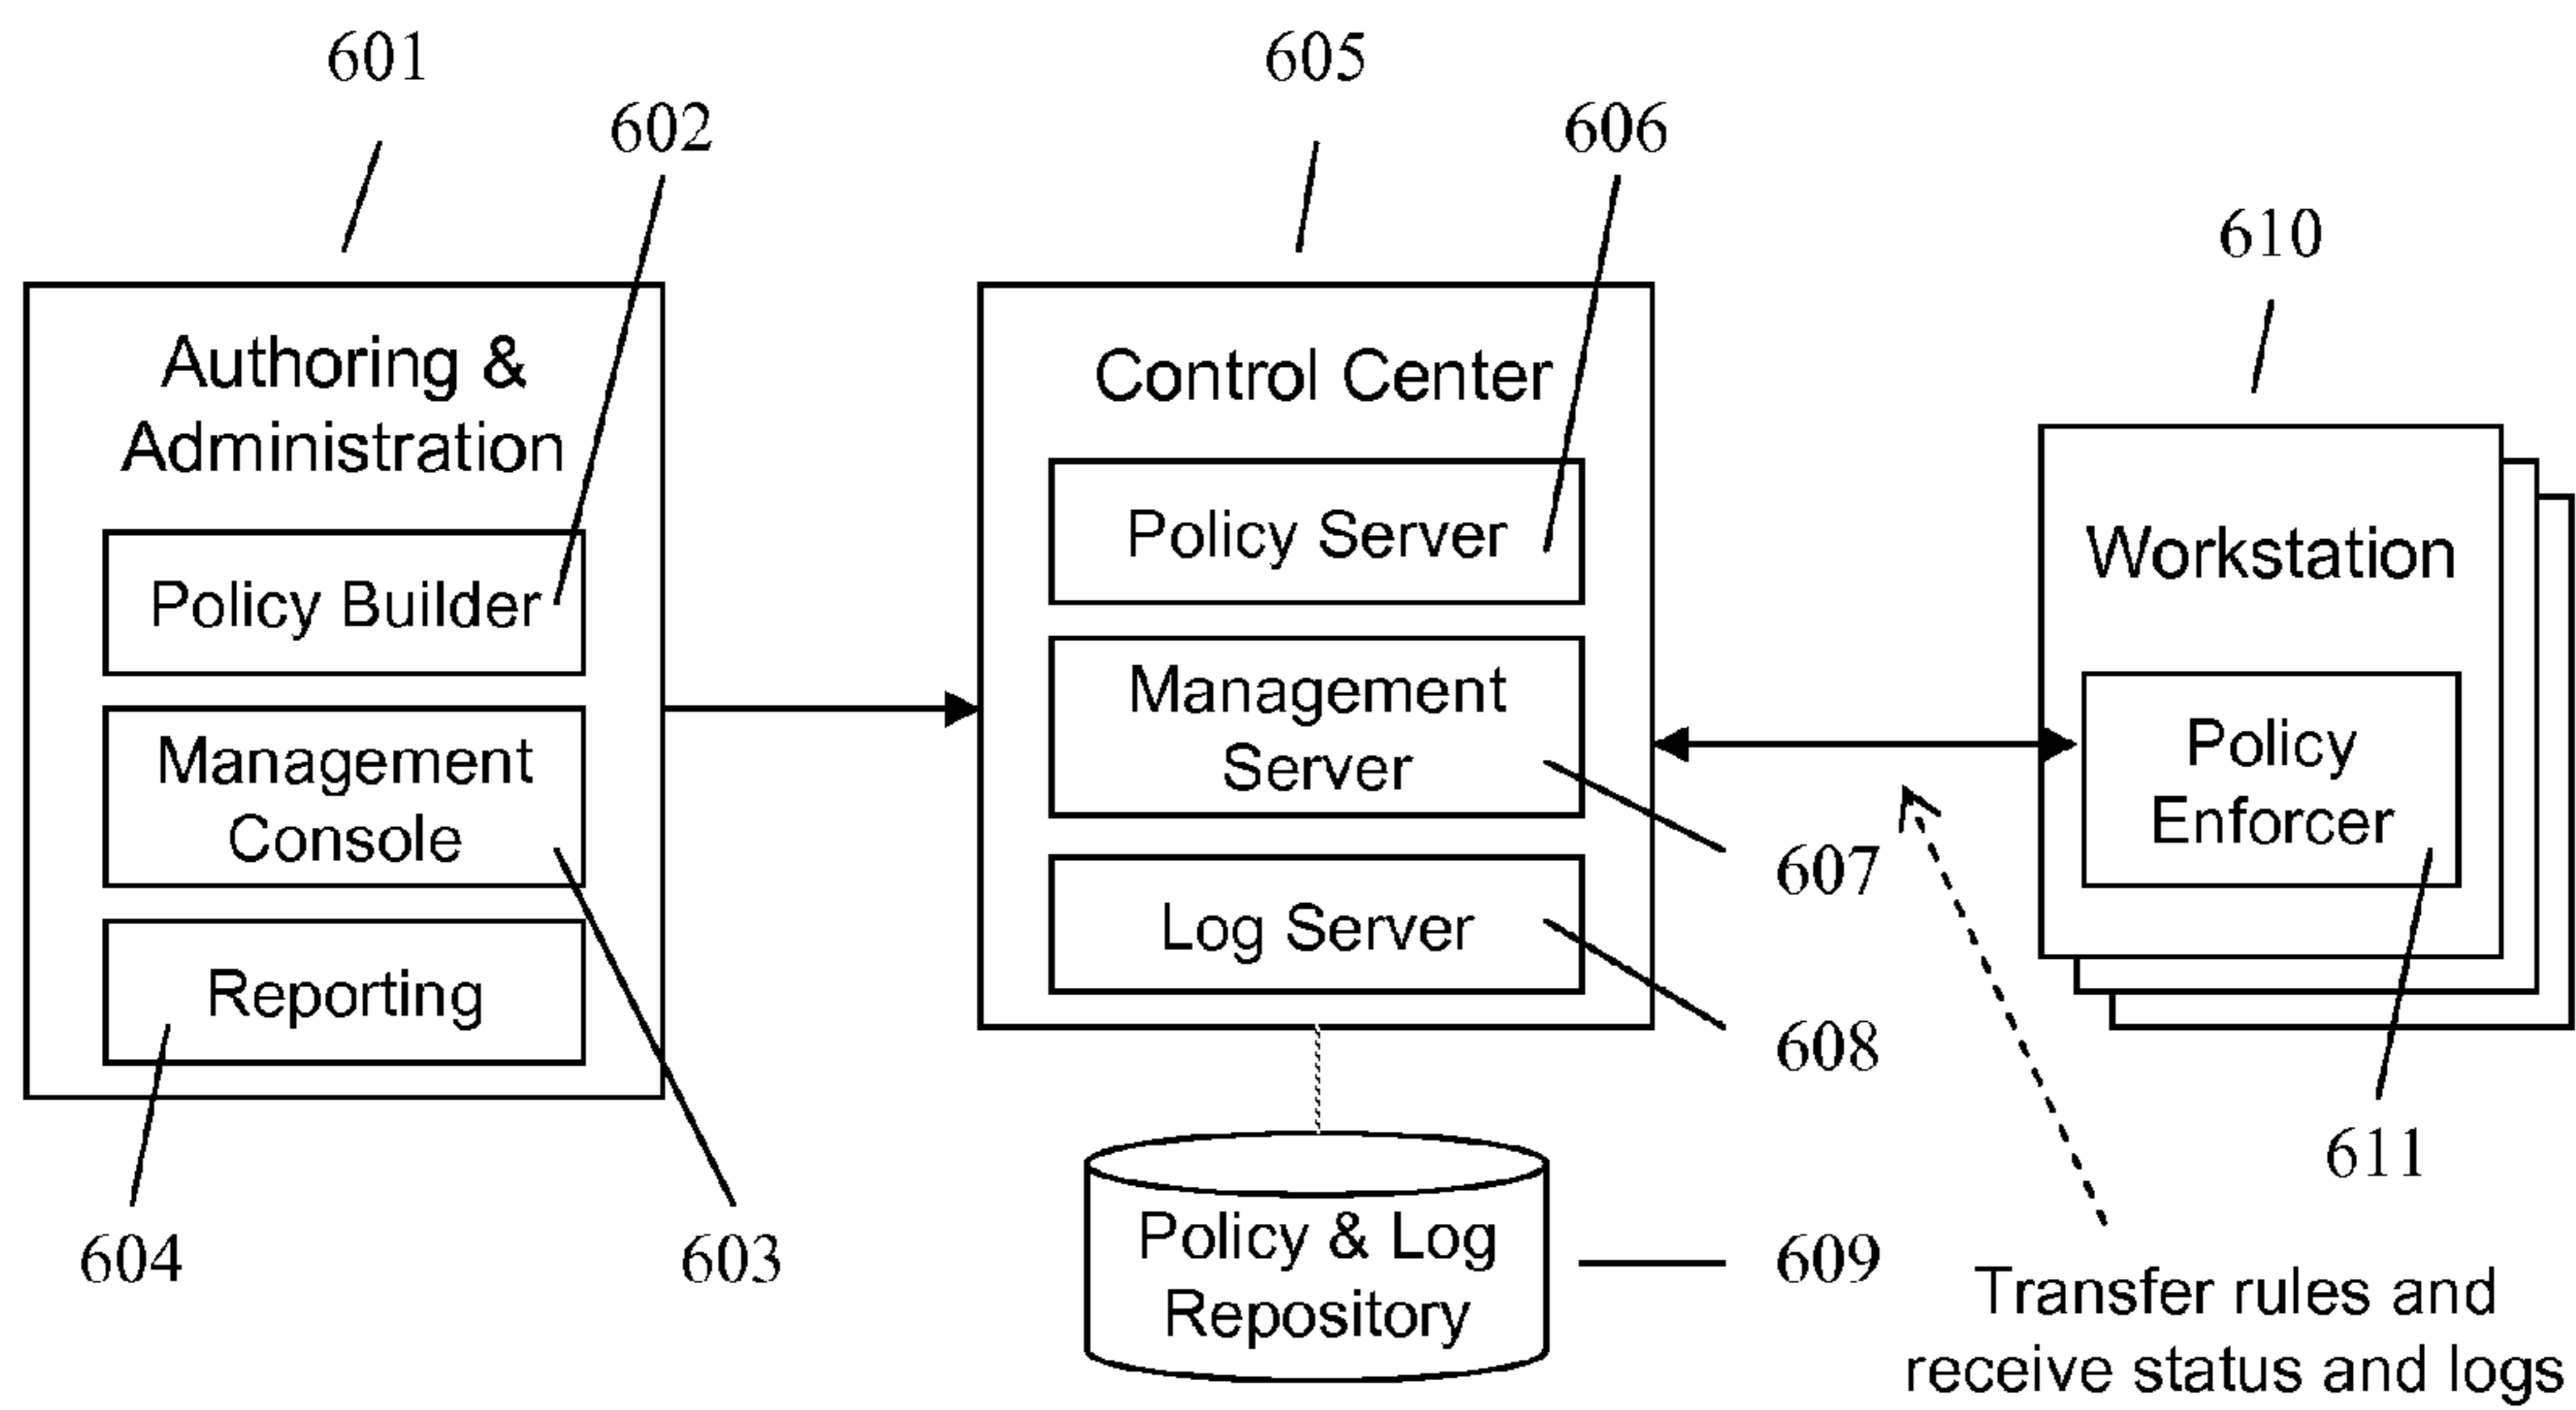 601
602
605
606
610
Authoring &
Administration
Policy Builder
Management
Console
Reporting
604
603
Control Center
Policy Server
Management
Server
Log Server
607
608
Policy & Log
Repository
609
Workstation
Policy
Enforcer
611
Transfer rules and
receive status and logs